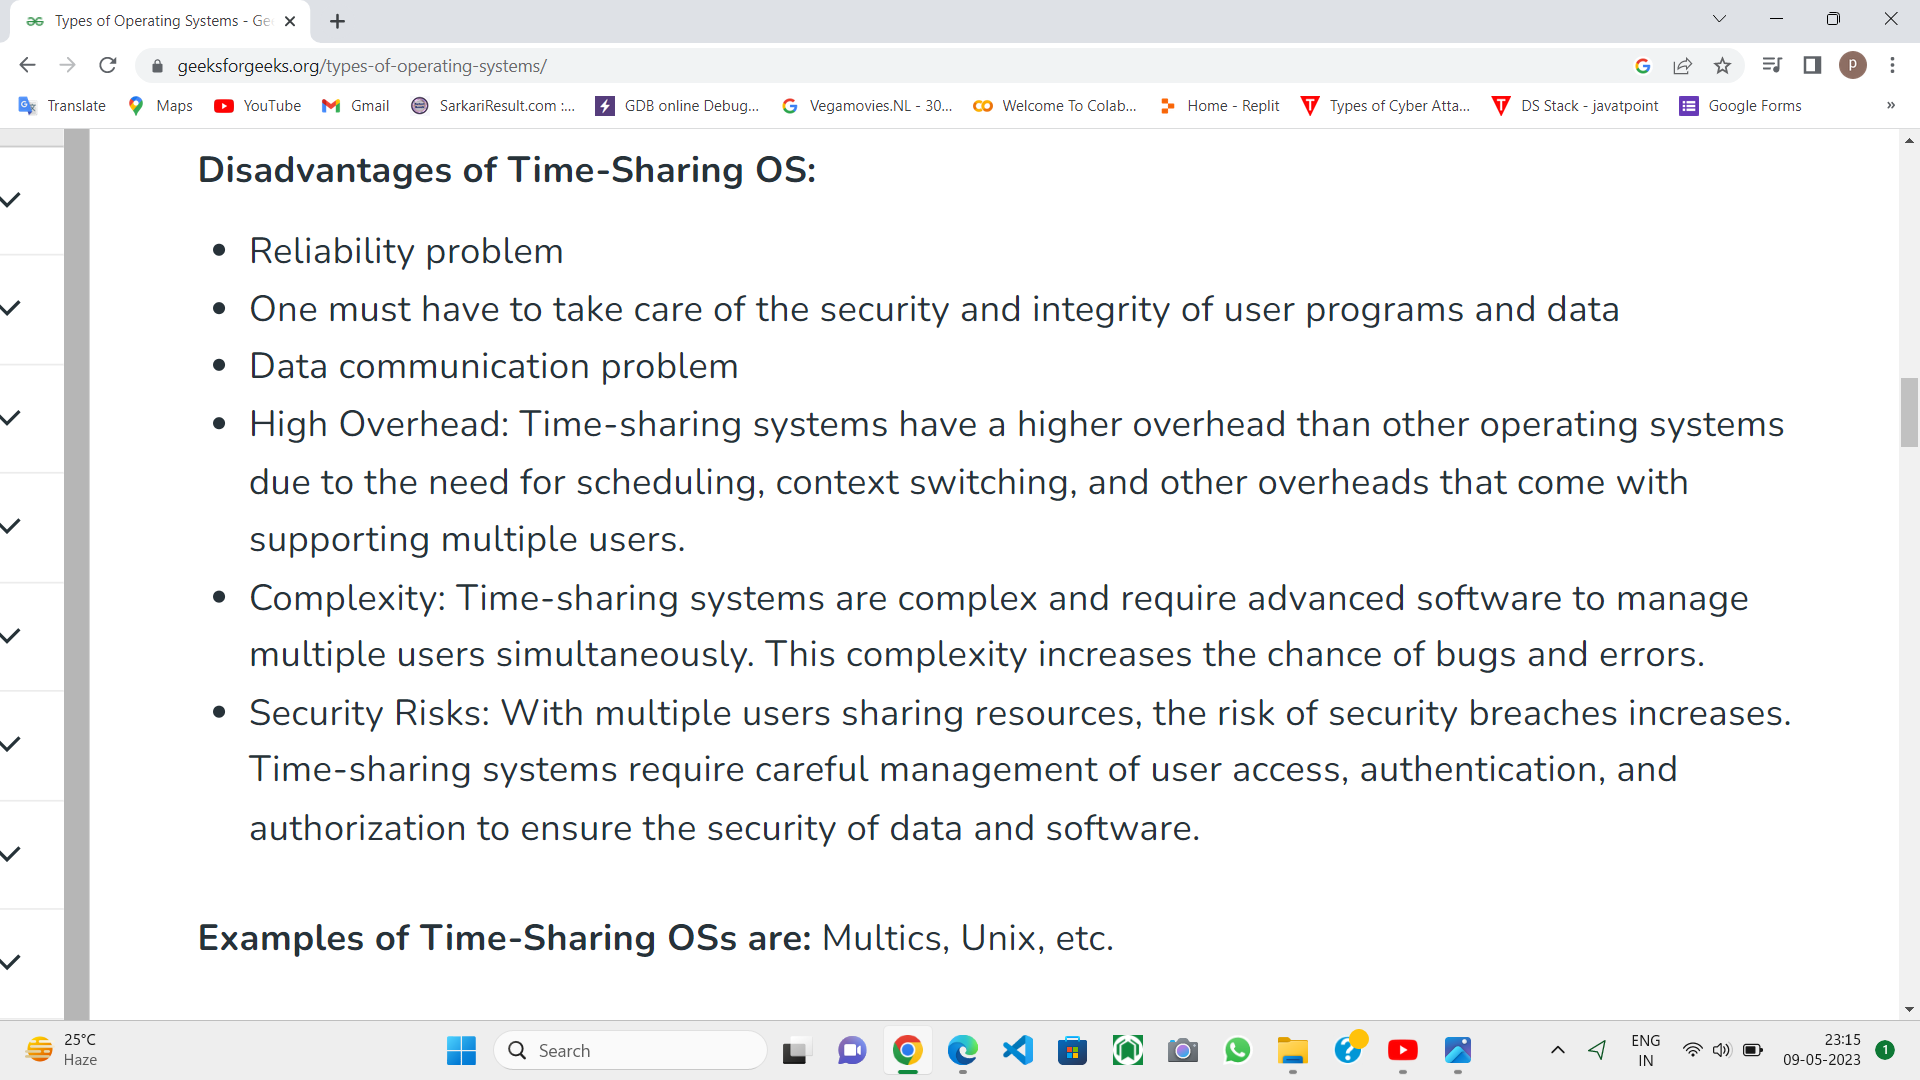 Types of Operating Systems - Ge
geeksforgeeks.org/types-of-operating-systems/
P
Translate
Maps
YouTube
Gmail
SarkariResult.com :...
GDB online Debug...
Vegamovies.NL - 30...
Welcome To Colab...
Home - Replit
Types of Cyber Atta...
DS Stack - javatpoint
Google Forms
»
Disadvantages of Time-Sharing OS:
• Reliability problem
• One must have to take care of the security and integrity of user programs and data
• Data communication problem
• High Overhead: Time-sharing systems have a higher overhead than other operating systems
due to the need for scheduling, context switching, and other overheads that come with
supporting multiple users.
• Complexity: Time-sharing systems are complex and require advanced software to manage
multiple users simultaneously. This complexity increases the chance of bugs and errors.
• Security Risks: With multiple users sharing resources, the risk of security breaches increases.
Time-sharing systems require careful management of user access, authentication, and
authorization to ensure the security of data and software.
Examples of Time-Sharing OSs are: Multics, Unix, etc.
25°C
Haze
Search
ENG
IN
23:15
09-05-2023
1